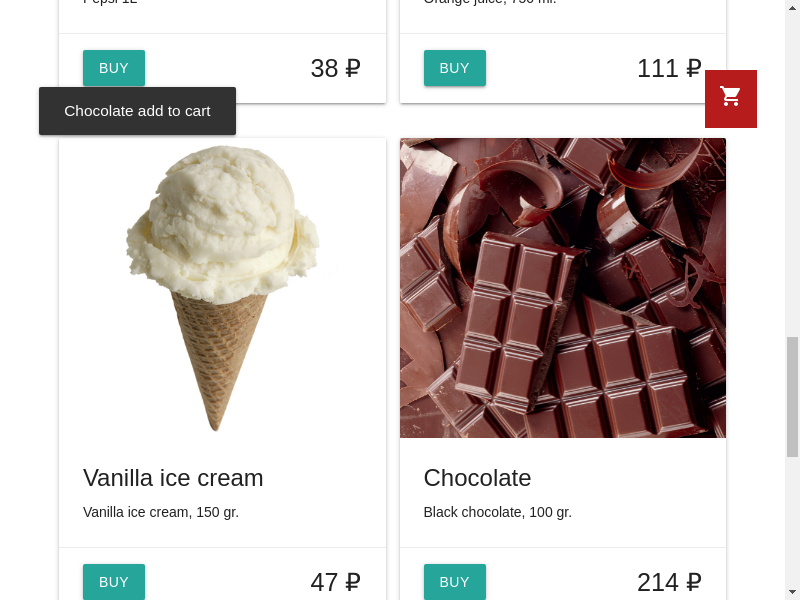 Pepsi 1L
Orange juice, 750 ml.
BUY
38 ₽
BUY
111 ₽
Chocolate add to cart
Vanilla ice cream
Vanilla ice cream, 150 gr.
Chocolate
Black chocolate, 100 gr.
BUY
47 ₽
BUY
214 ₽